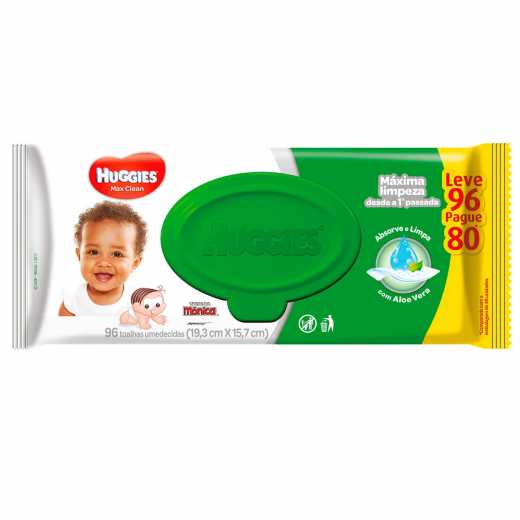 HUGGIES
Max Clean
HUGGIES
Máxima
limpeza
desde a 1ª passada
Absorve e Limpa
com Aloe Vera
Leve
96
Pague
80
TURMA DA
Mônica
96 toalhas umedecidas (19,3 cm X 15,7 cm)